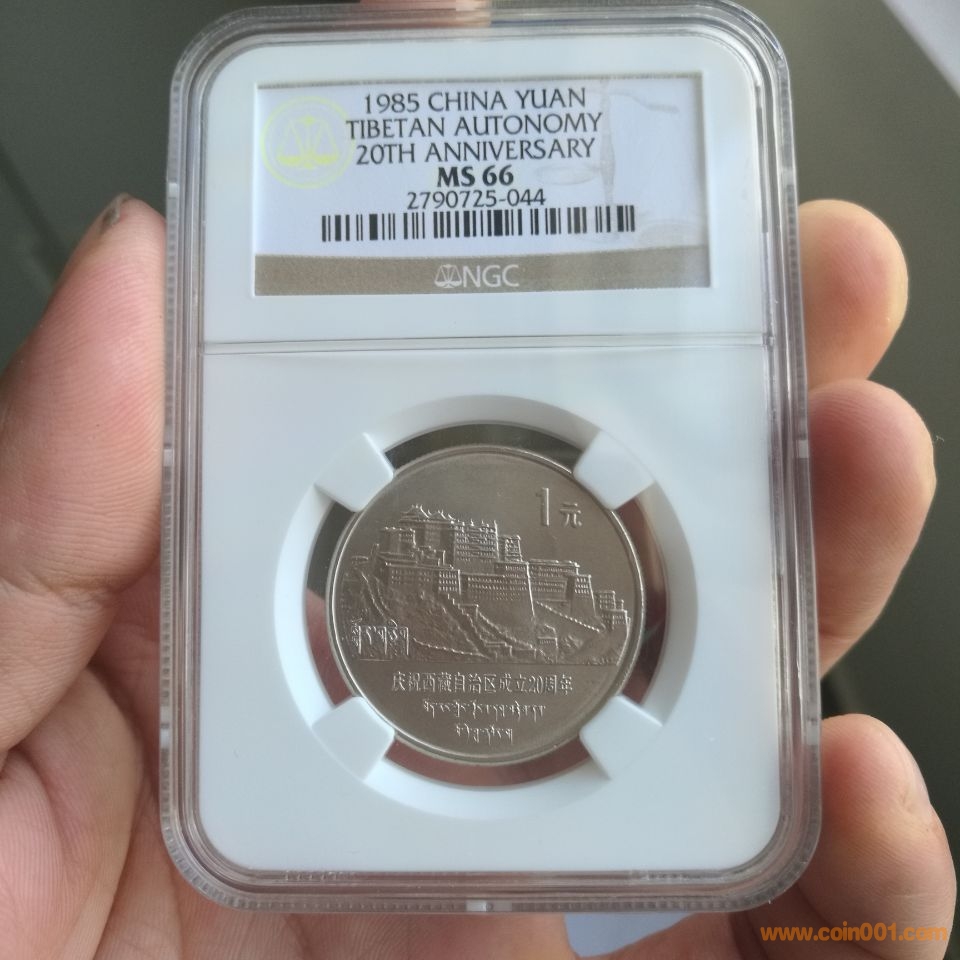 1985 CHINA YUAN
TIBETAN AUTONOMY
20TH ANNIVERSARY
MS 66
2790725-044
NGC
1元
庆祝西藏自治区成立20周年
www.coin001.com